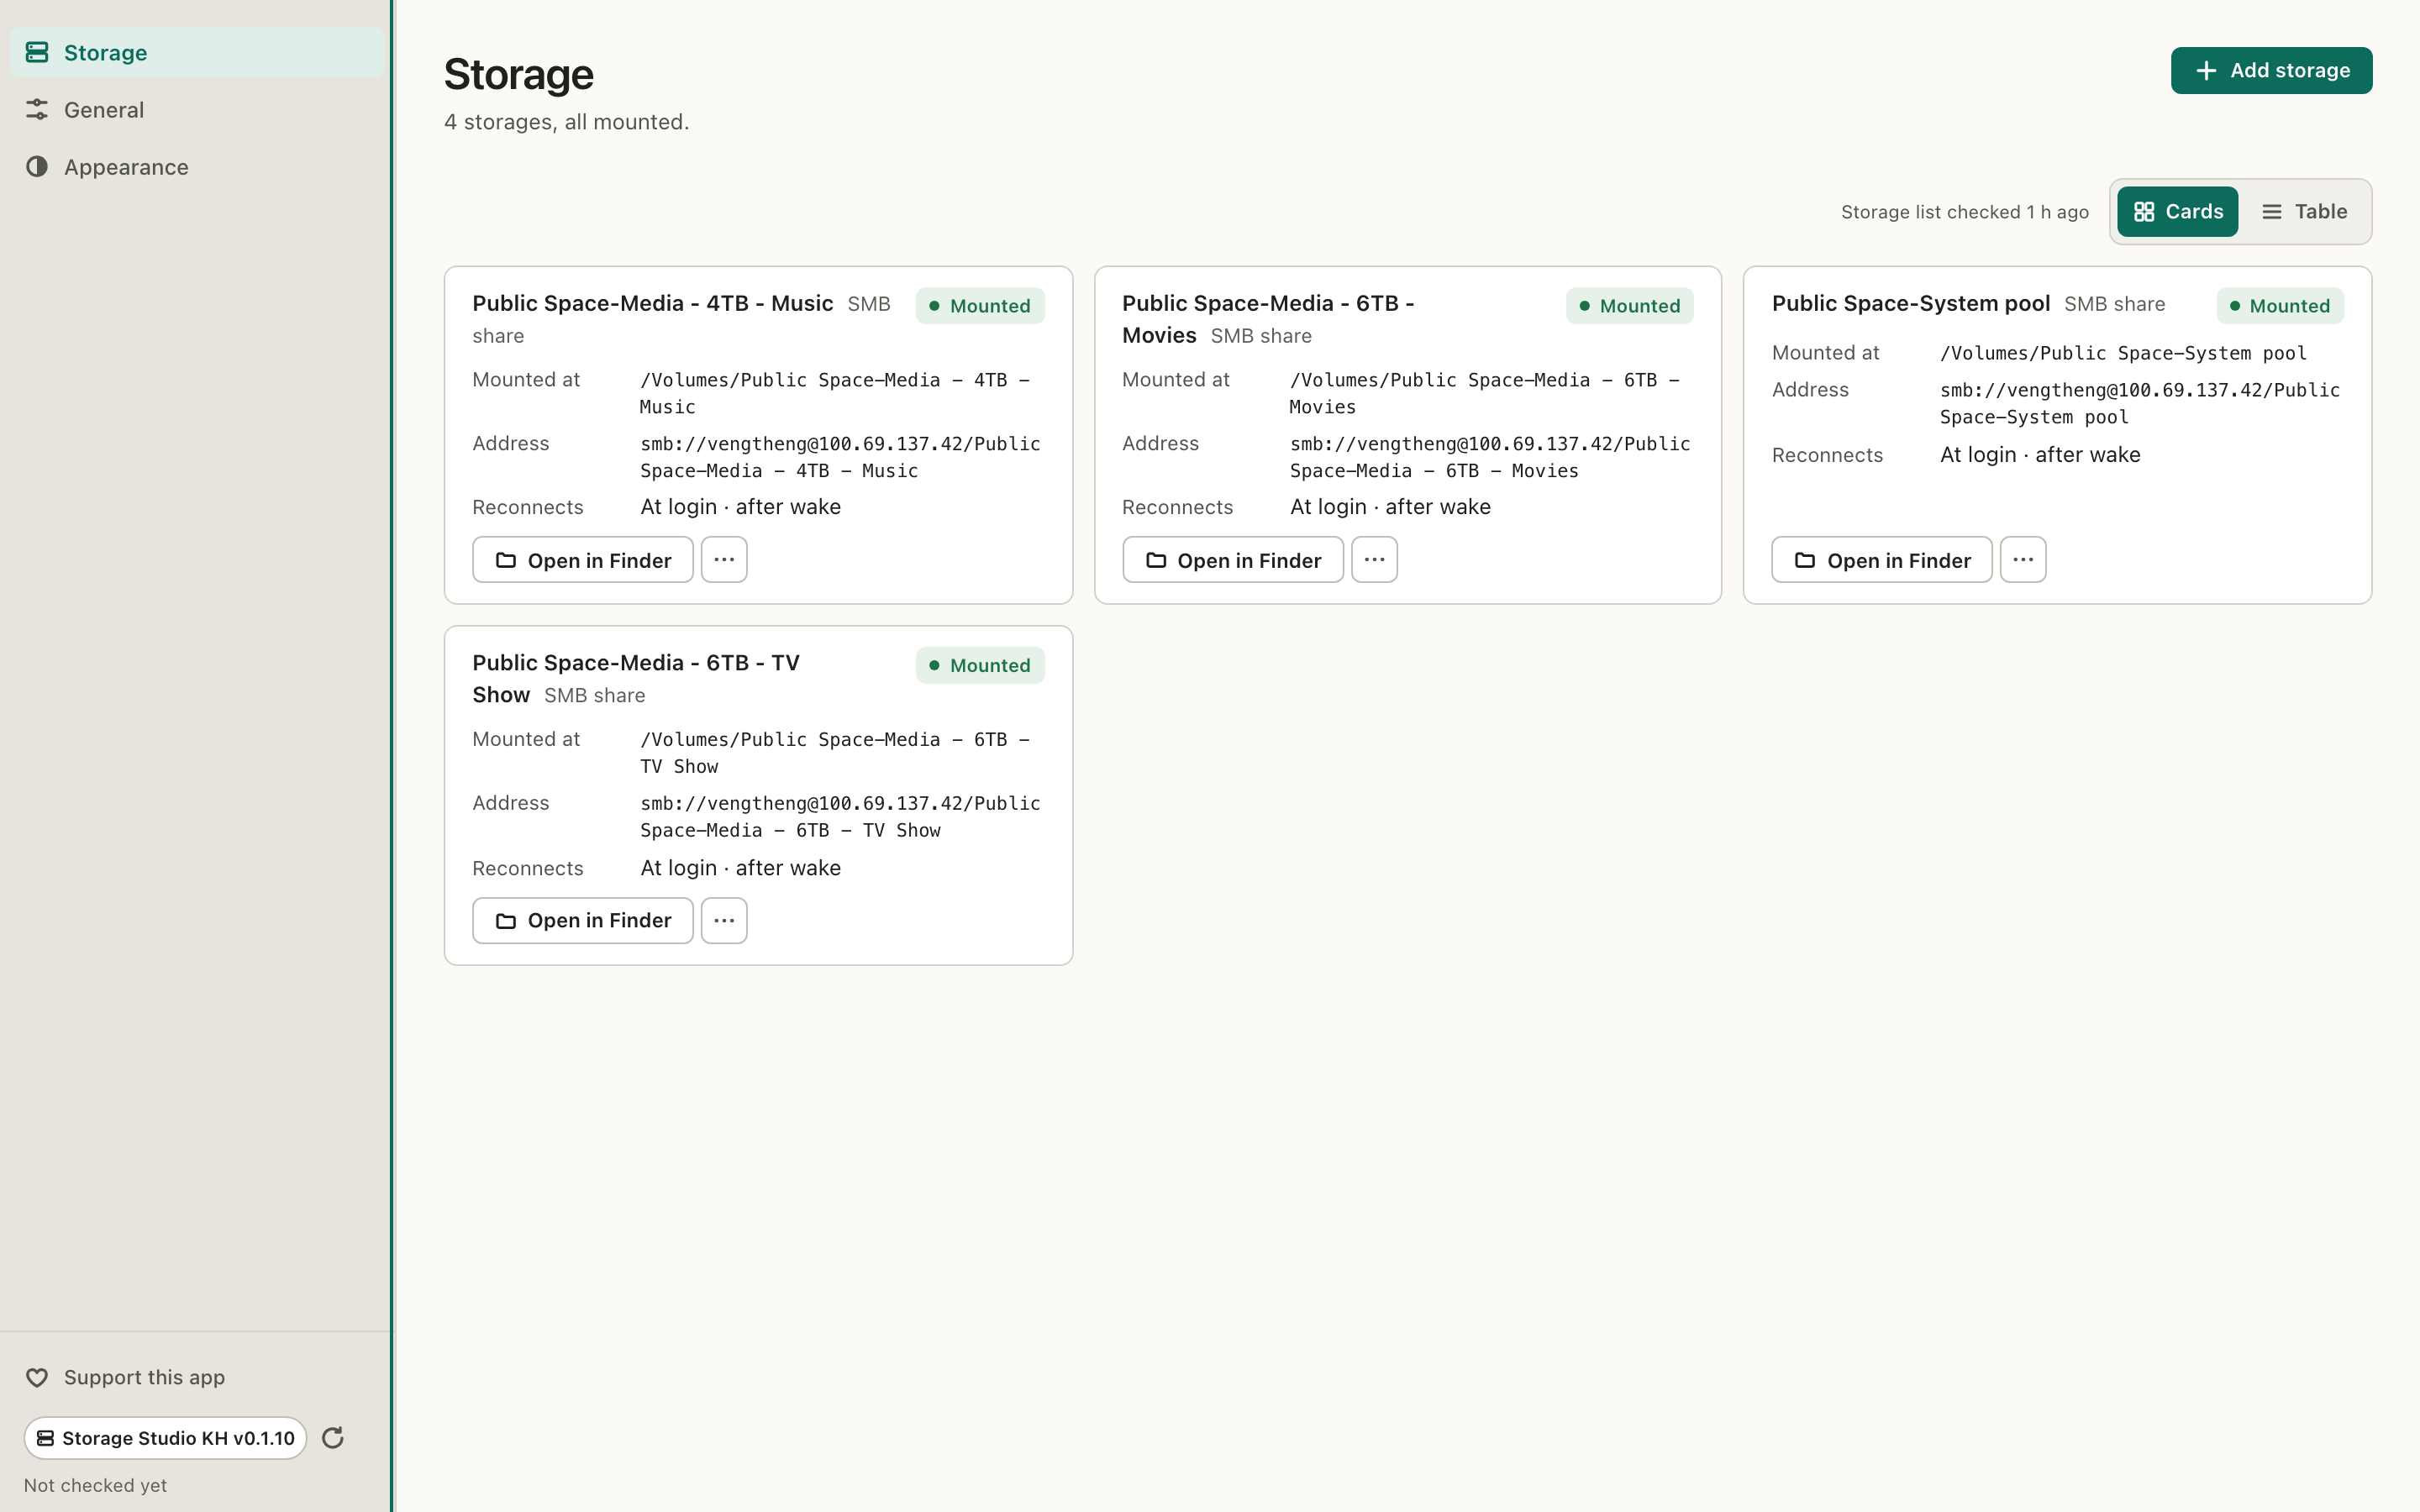 Storage
General
Appearance
Support this app
Storage Studio KH v0.1.10
Not checked yet
Storage
4 storages, all mounted.
Add storage
Storage list checked 1 h ago
Cards
Table
Public Space-Media - 4TB - Music SMB
share
Mounted
Mounted at
/Volumes/Public Space-Media - 4TB -
Music
Address
smb://vengtheng@100.69.137.42/Public
Space-Media - 4TB - Music
Reconnects
At login · after wake
Open in Finder
Public Space-Media - 6TB -
Movies SMB share
Mounted
Mounted at
/Volumes/Public Space-Media - 6TB -
Movies
Address
smb://vengtheng@100.69.137.42/Public
Space-Media - 6TB - Movies
Reconnects
At login · after wake
Open in Finder
Public Space-System pool SMB share
Mounted
Mounted at
/Volumes/Public Space-System pool
Address
smb://vengtheng@100.69.137.42/Public
Space-System pool
Reconnects
At login · after wake
Open in Finder
Public Space-Media - 6TB - TV
Show SMB share
Mounted
Mounted at
/Volumes/Public Space-Media - 6TB -
TV Show
Address
smb://vengtheng@100.69.137.42/Public
Space-Media - 6TB - TV Show
Reconnects
At login · after wake
Open in Finder